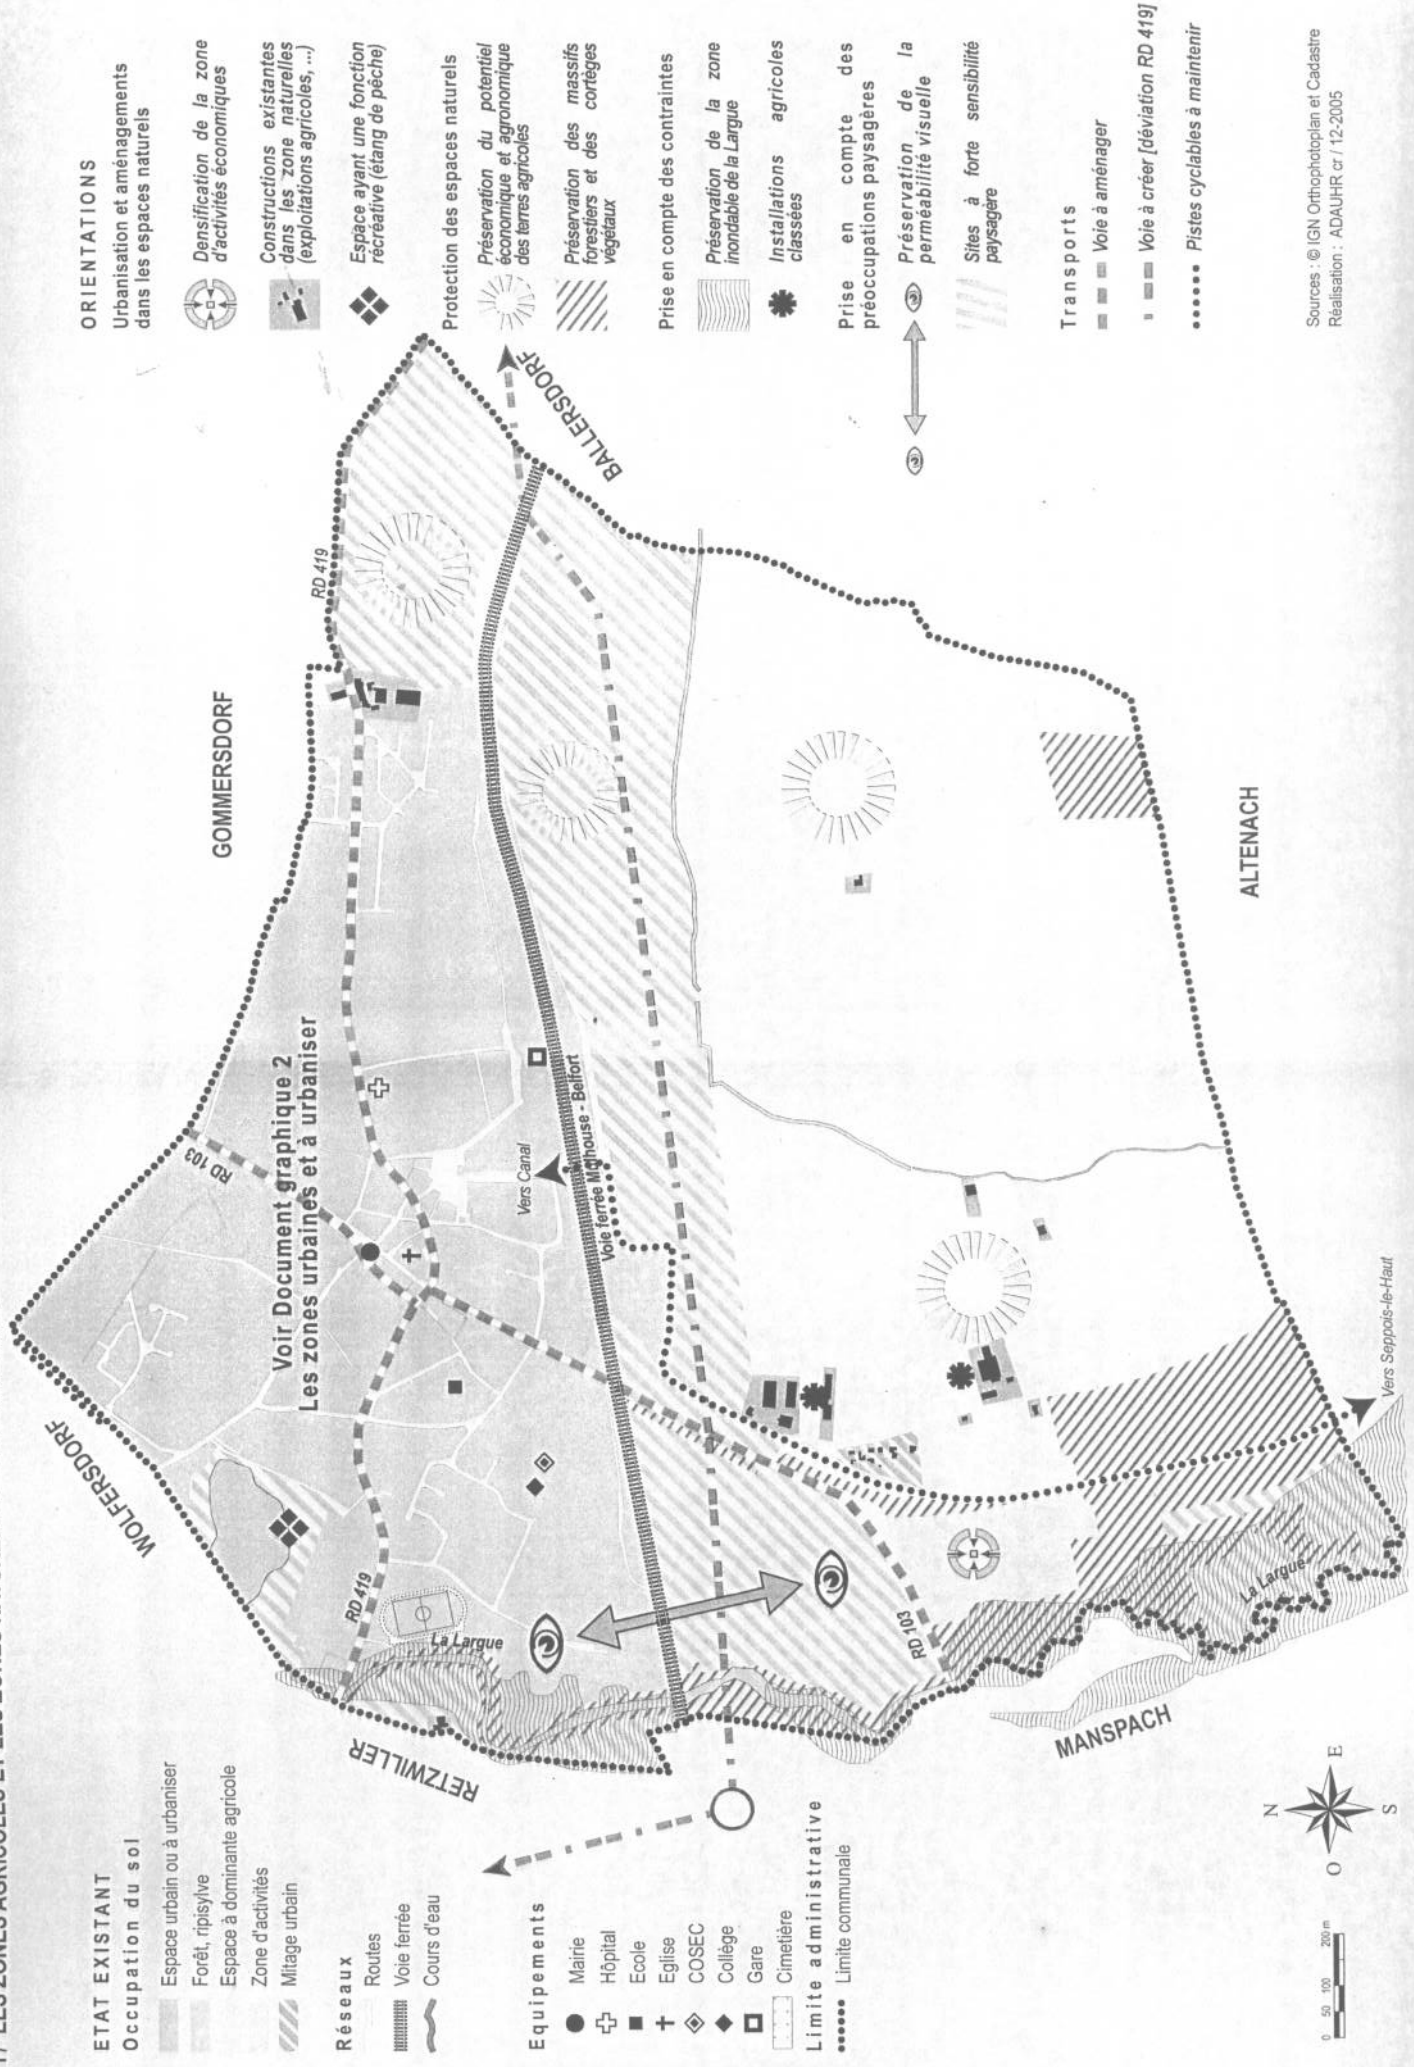 ETAT EXISTANT
Occupation du sol
Espace urbain ou à urbaniser
Forêt, ripisylve
Espace à dominante agricole
Zone d'activités
Mitage urbain
Réseaux
Routes
Voie ferrée
Cours d'eau
Equipements
Mairie
Hôpital
Ecole
Eglise
COSEC
Collège
Gare
Cimetière
Limite administrative
Limite communale
0 50 100 200 m
N
O
E
S
WOLFERSDORF
GOMMERSDORF
RETZWILLER
BALLERSDORF
MANSPACH
ALTENACH
Voir Document graphique 2
Les zones urbaines et à urbaniser
RD 103
RD 419
RD 419
RD 103
La Largue
La Largue
Vers Canal
Voie ferrée Mulhouse - Belfort
Vers Seppois-le-Haut
ORIENTATIONS
Urbanisation et aménagements
dans les espaces naturels
Densification de la zone
d'activités économiques
Constructions existantes
dans les zone naturelles
(exploitations agricoles, ...)
Espace ayant une fonction
récréative (étang de pêche)
Protection des espaces naturels
Préservation du potentiel
économique et agronomique
des terres agricoles
Préservation des massifs
forestiers et des cortèges
végétaux
Prise en compte des contraintes
Préservation de la zone
inondable de la Largue
Installations agricoles
classées
Prise en compte des
préoccupations paysagères
Préservation de la
perméabilité visuelle
Sites à forte sensibilité
paysagère
Transports
Voie à aménager
Voie à créer [déviation RD 419]
Pistes cyclables à maintenir
Sources : © IGN Orthophotoplan et Cadastre
Réalisation : ADAUHR cr / 12-2005